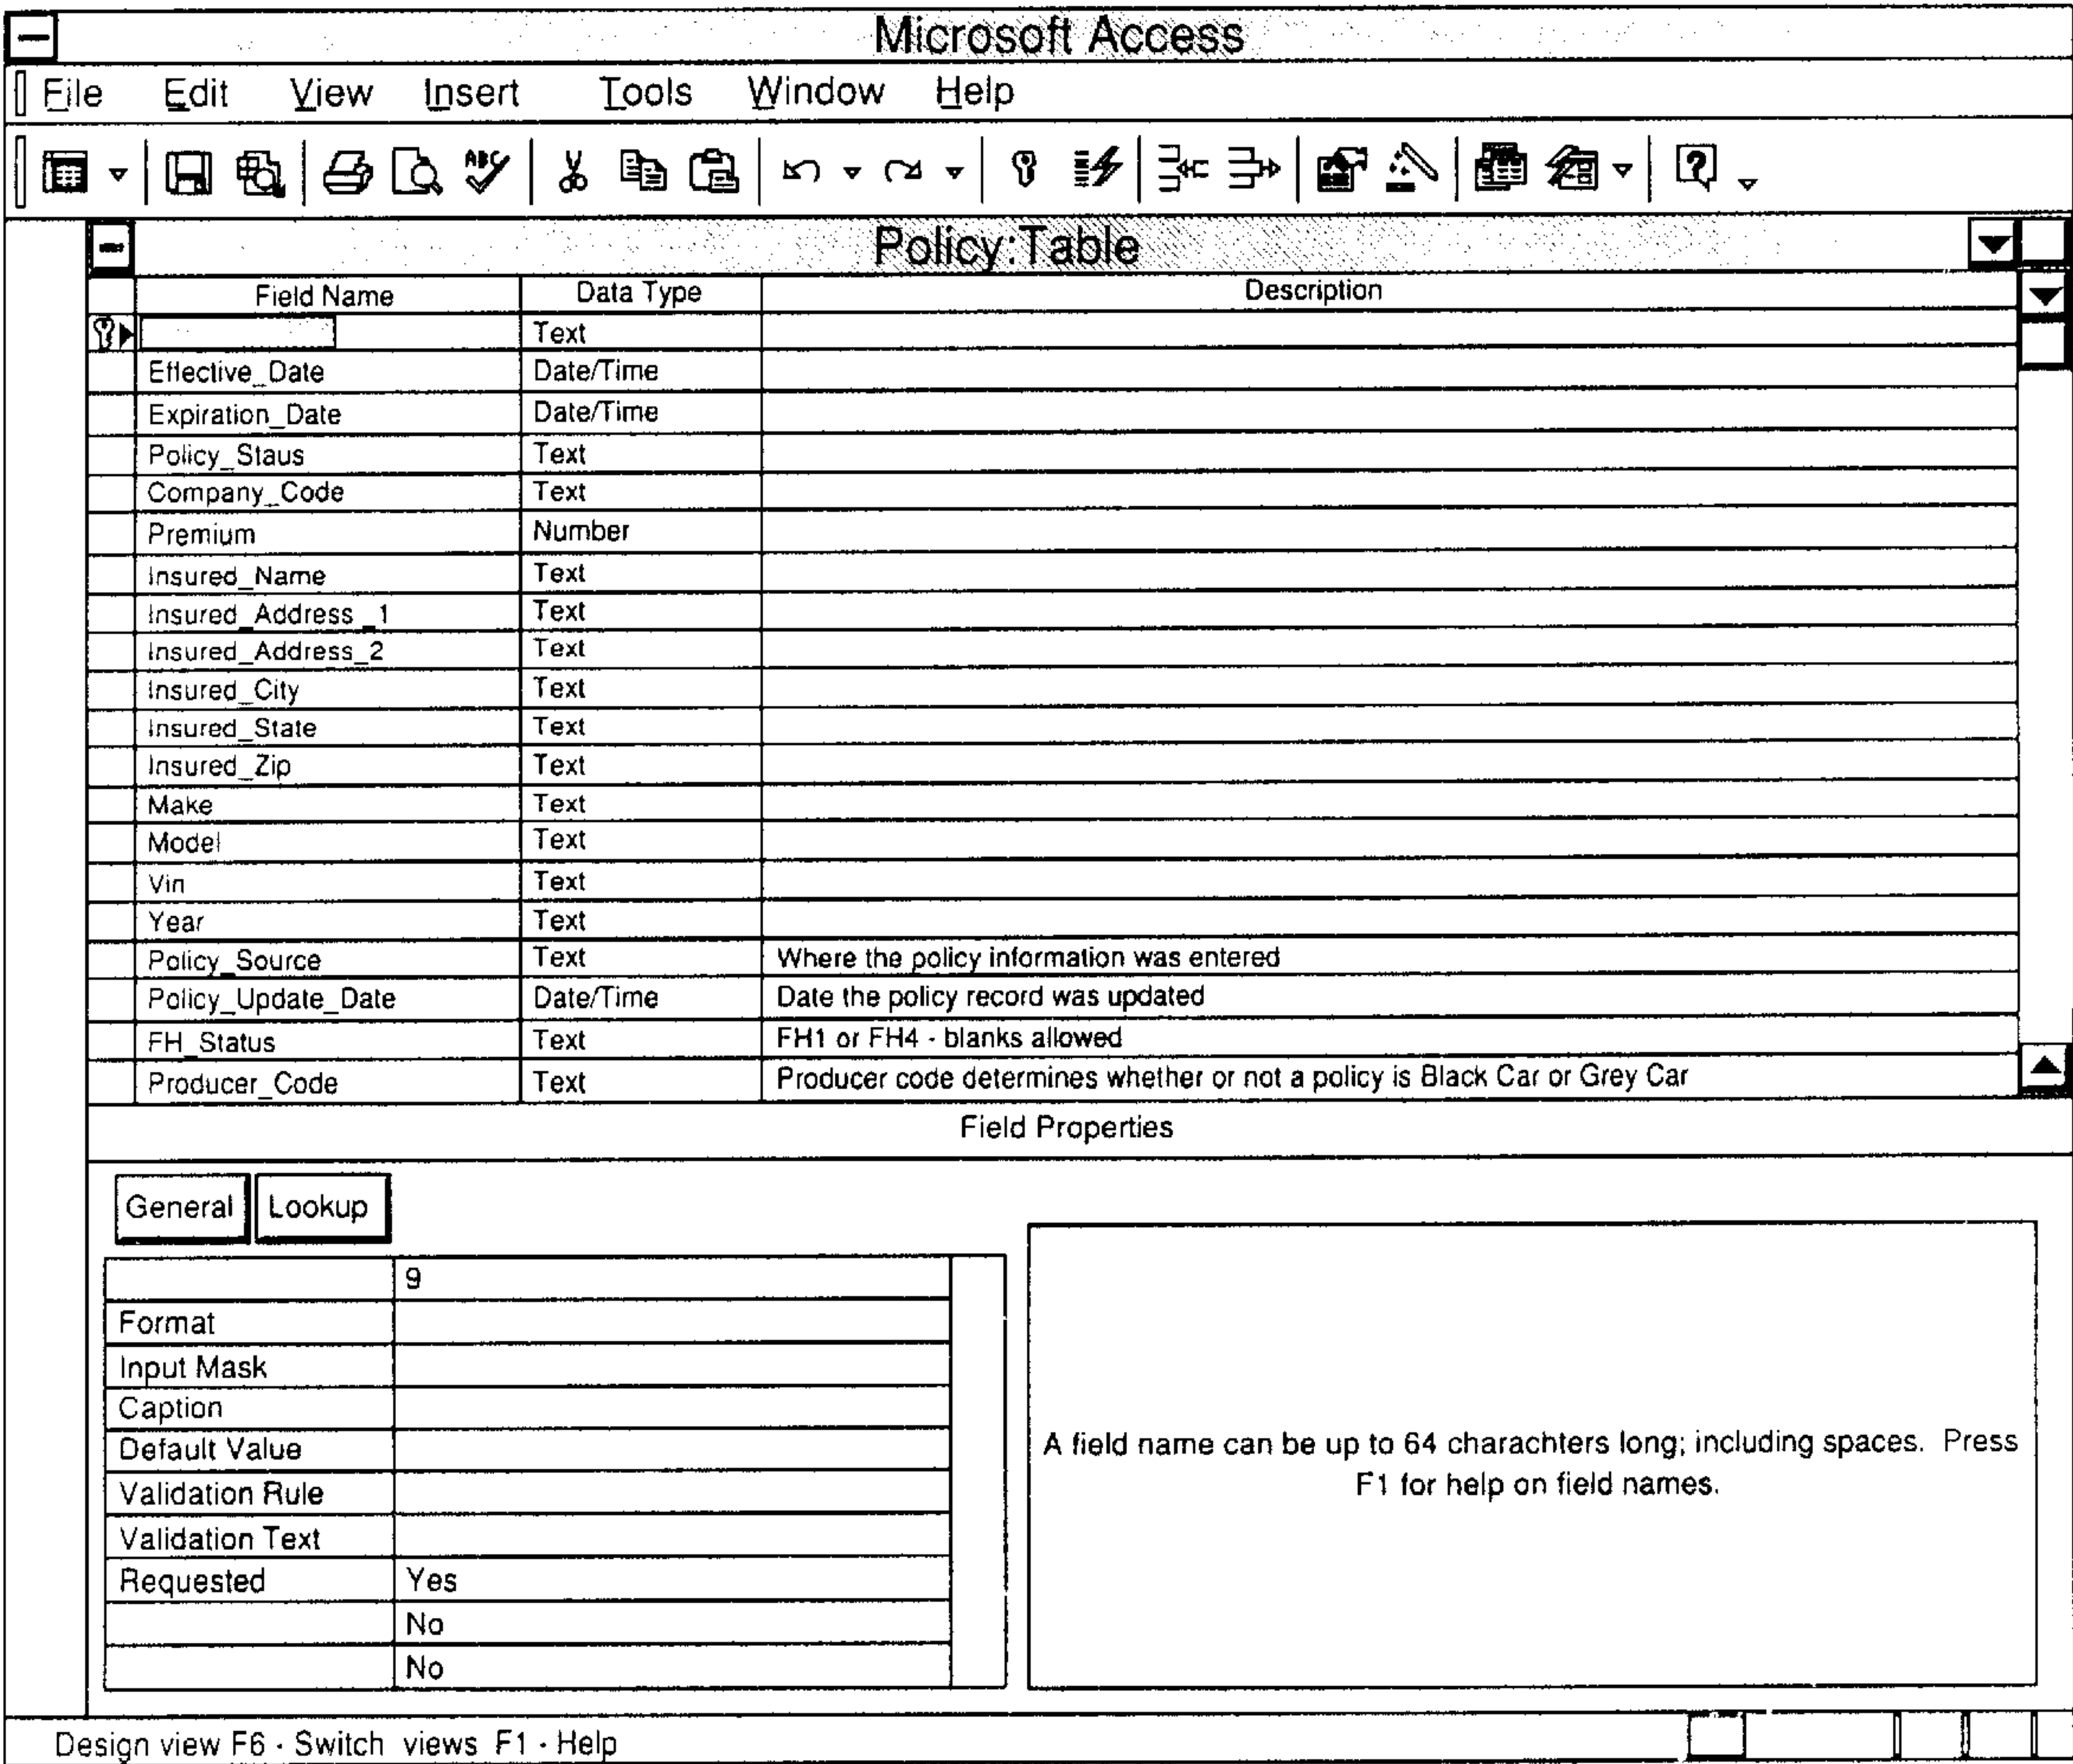 Microsoft Access
File Edit View Insert Tools Window Help
ABC
Policy:Table
Field Name Data Type Description
Text
Effective_Date Date/Time
Expiration_Date Date/Time
Policy_Staus Text
Company_Code Text
Premium Number
Insured_Name Text
Insured_Address_1 Text
Insured_Address_2 Text
Insured_City Text
Insured_State Text
Insured_Zip Text
Make Text
Model Text
Vin Text
Year Text
Policy_Source Text Where the policy information was entered
Policy_Update_Date Date/Time Date the policy record was updated
FH_Status Text FH1 or FH4 - blanks allowed
Producer_Code Text Producer code determines whether or not a policy is Black Car or Grey Car
Field Properties
General Lookup
9
Format
Input Mask
Caption
Default Value
Validation Rule
Validation Text
Requested Yes
No
No
A field name can be up to 64 charachters long; including spaces. Press
F1 for help on field names.
Design view F6 - Switch views F1 - Help